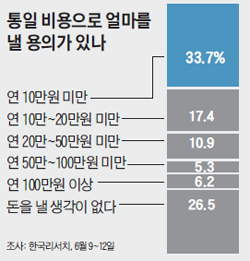 통일 비용으로 얼마를
낼 용의가 있나
연 10만원 미만
33.7%
연 10만~20만원 미만
17.4
연 20만~50만원 미만
10.9
연 50만~100만원 미만
5.3
연 100만원 이상
6.2
돈을 낼 생각이 없다
26.5
조사: 한국리서치, 6월 9~12일